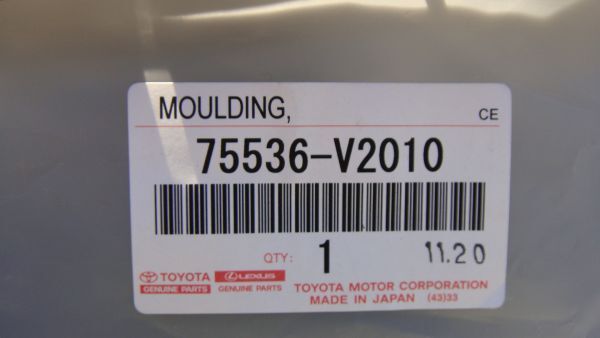 MOULDING,
CE
75536-V2010
QTY: 1 11.20
TOYOTA LEXUS
GENUINE PARTS GENUINE PARTS
TOYOTA MOTOR CORPORATION
MADE IN JAPAN (43)33